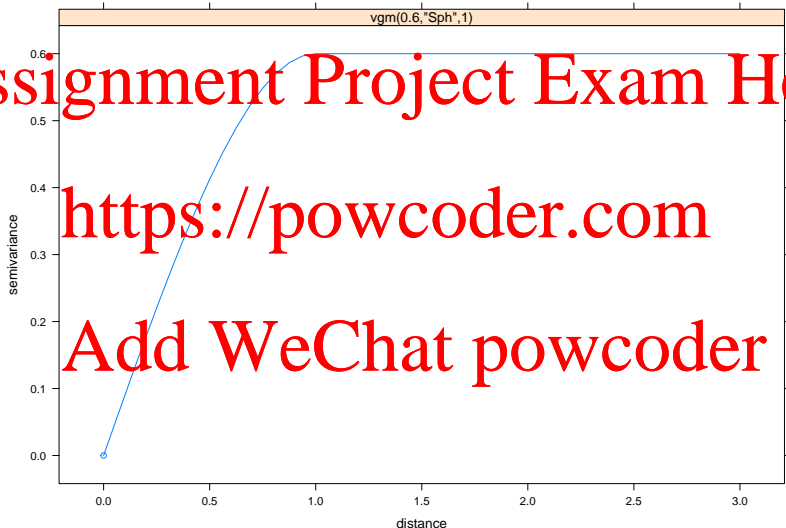 vgm(0.6,"Sph",1)
0.6
ssignment Project Exam He
0.5
0.4
https://powcoder.com
0.3
semivariance
0.2
Add WeChat powcoder
0.1
0.0
0.0 0.5 1.0 1.5 2.0 2.5 3.0
distance